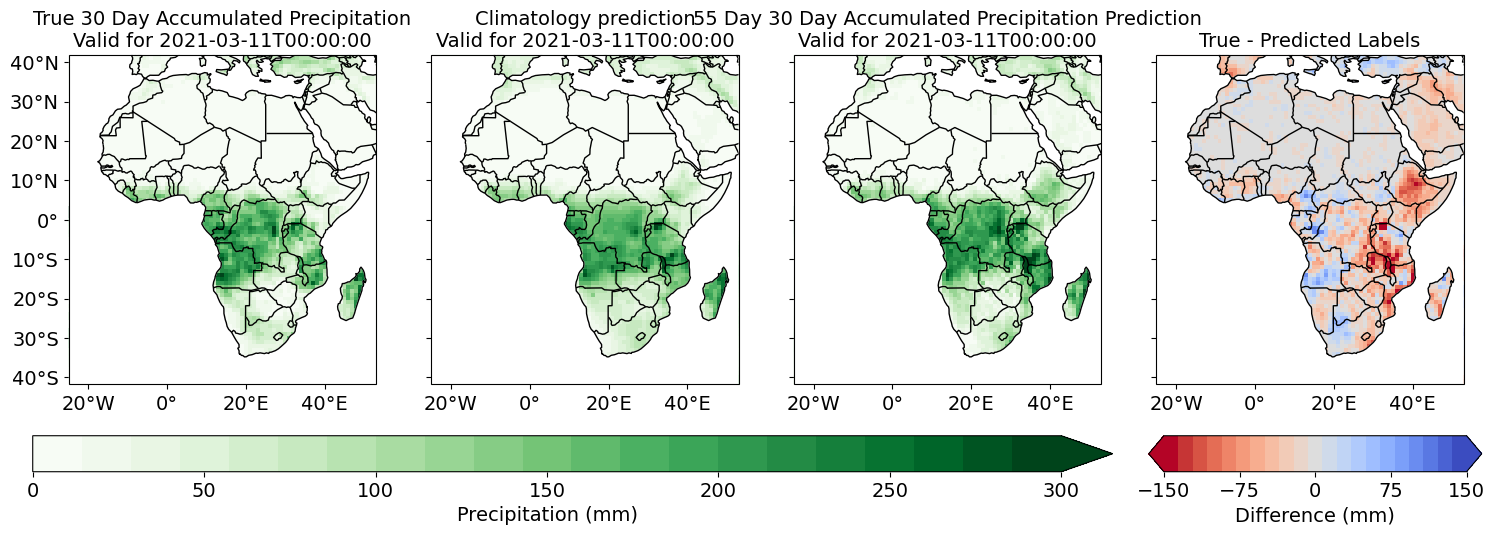 True 30 Day Accumulated Precipitation
Valid for 2021-03-11T00:00:00
Climatology prediction
Valid for 2021-03-11T00:00:00
55 Day 30 Day Accumulated Precipitation Prediction
Valid for 2021-03-11T00:00:00
True - Predicted Labels
40°N
30°N
20°N
10°N
0°
10°S
20°S
30°S
40°S
20°W 0° 20°E 40°E
20°W 0° 20°E 40°E
20°W 0° 20°E 40°E
20°W 0° 20°E 40°E
0 50 100 150 200 250 300
Precipitation (mm)
−150 −75 0 75 150
Difference (mm)